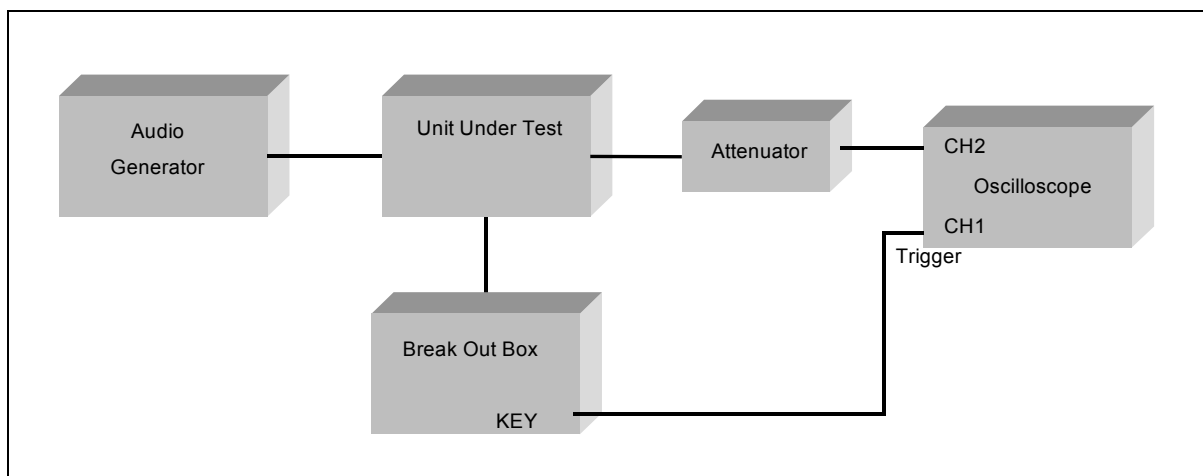 Audio
Generator
Unit Under Test
Attenuator
CH2
Oscilloscope
CH1
Trigger
Break Out Box
KEY